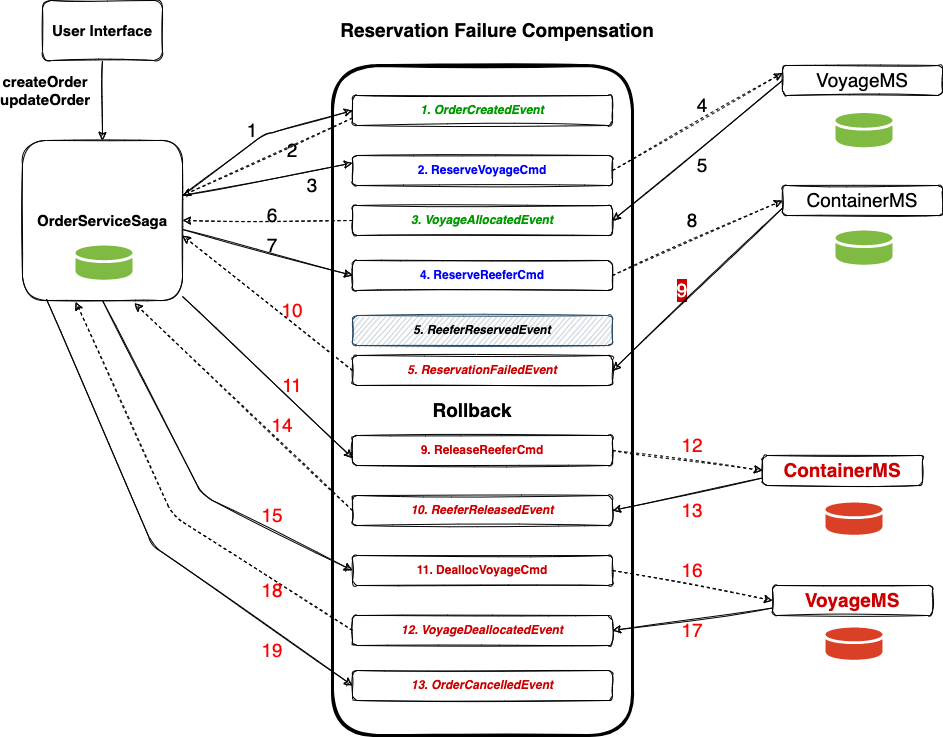 User Interface
Reservation Failure Compensation
createOrder
updateOrder
VoyageMS
1. OrderCreatedEvent
1
2
4
2. ReserveVoyageCmd
3
5
ContainerMS
OrderServiceSaga
6
3. VoyageAllocatedEvent
8
7
4. ReserveReeferCmd
9
10
5. ReeferReservedEvent
5. ReservationFailedEvent
11
Rollback
14
9. ReleaseReeferCmd
12
ContainerMS
10. ReeferReleasedEvent
13
15
11. DeallocVoyageCmd
16
18
VoyageMS
12. VoyageDeallocatedEvent
17
19
13. OrderCancelledEvent